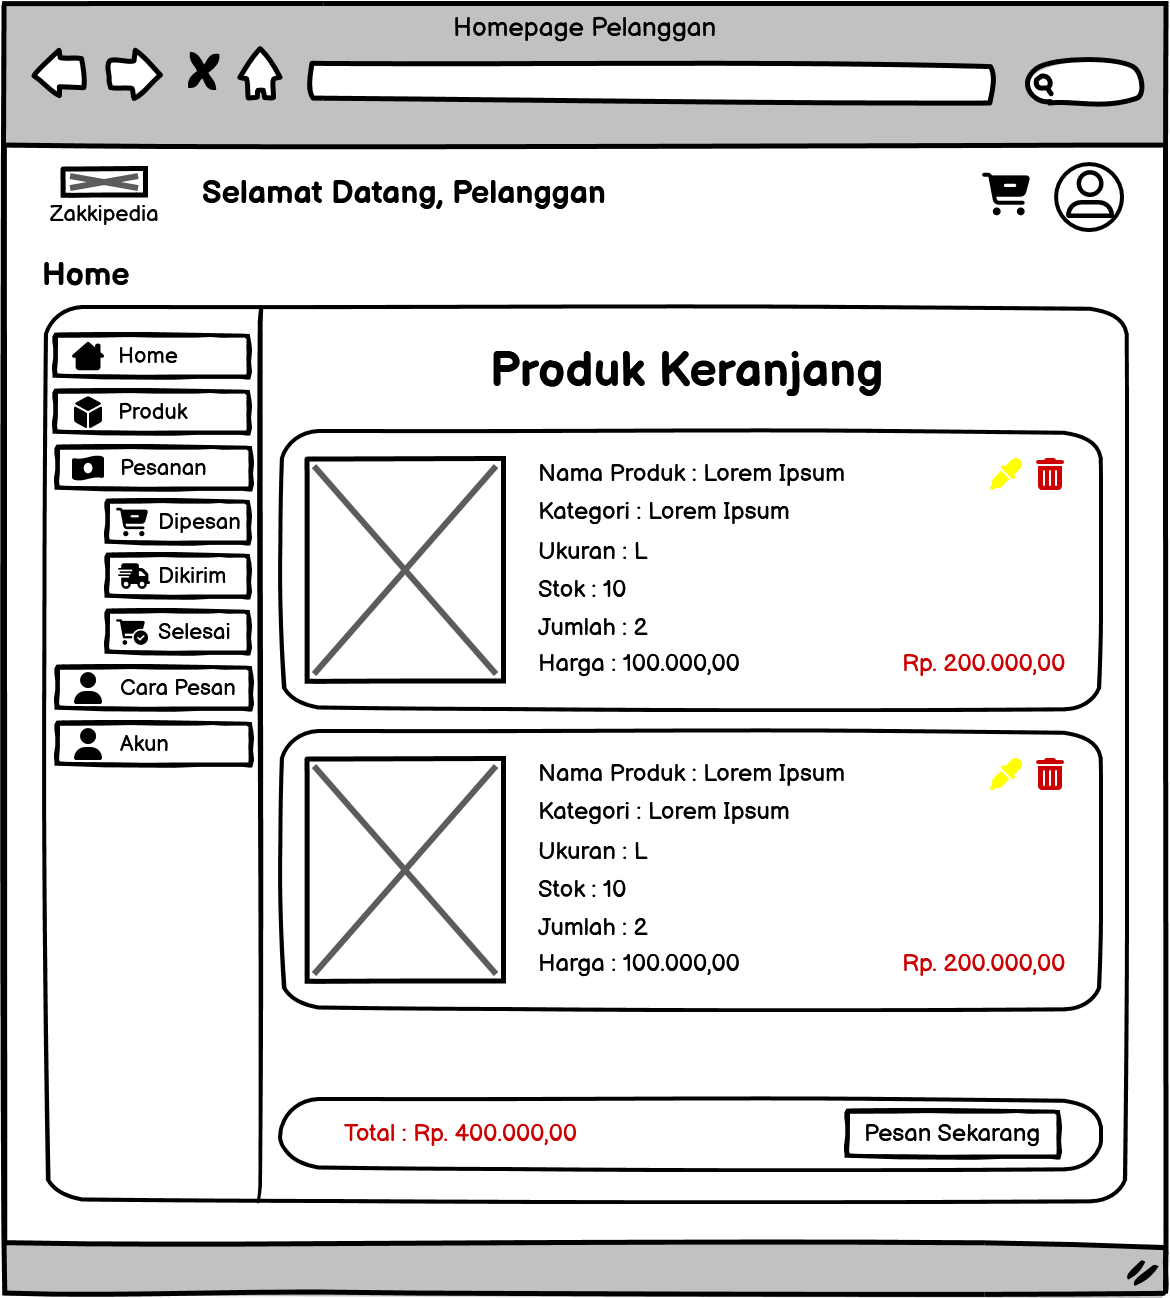 Homepage Pelanggan
Zakkipedia
Selamat Datang, Pelanggan
Home
Home
Produk
Pesanan
Dipesan
Dikirim
Selesai
Cara Pesan
Akun
Produk Keranjang
Nama Produk : Lorem Ipsum
Kategori : Lorem Ipsum
Ukuran : L
Stok : 10
Jumlah : 2
Harga : 100.000,00
Rp. 200.000,00
Nama Produk : Lorem Ipsum
Kategori : Lorem Ipsum
Ukuran : L
Stok : 10
Jumlah : 2
Harga : 100.000,00
Rp. 200.000,00
Total : Rp. 400.000,00
Pesan Sekarang